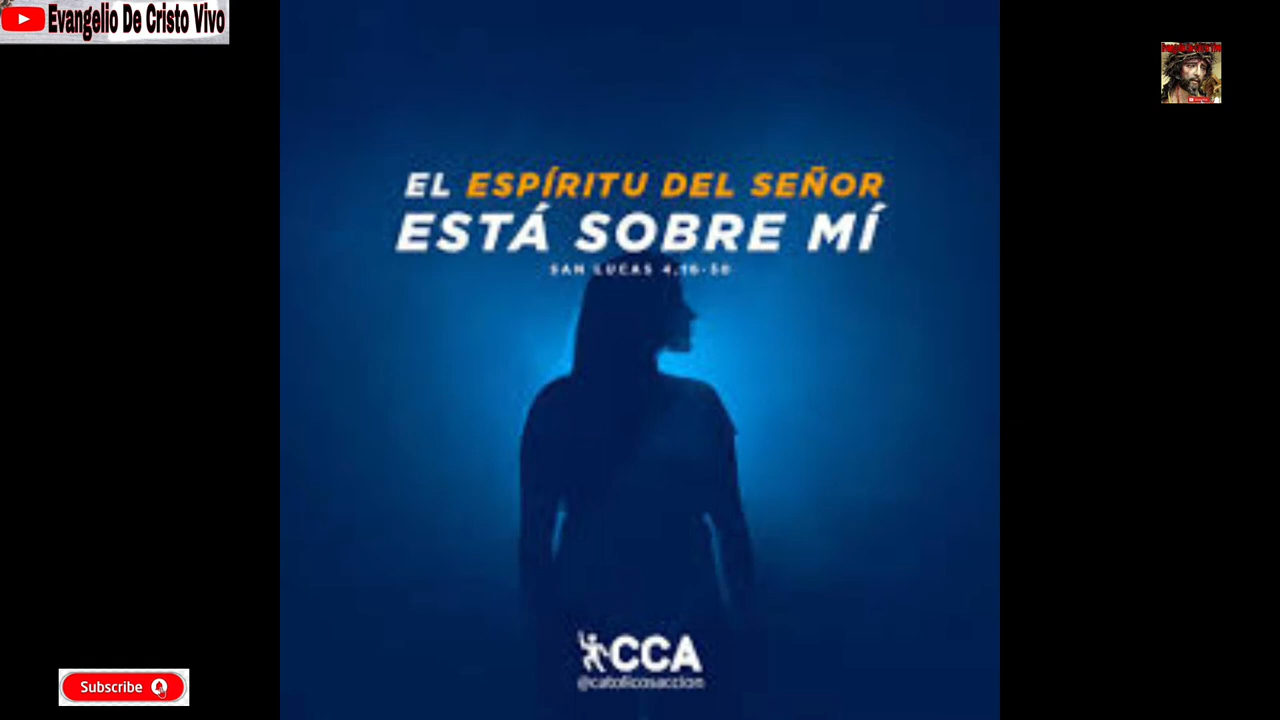 Evangelio De Cristo Vivo
EL ESPÍRITU DEL SEÑOR
ESTÁ SOBRE MÍ
SAN LUCAS 4,16-30
CCA
@catolicosaccion
Subscribe